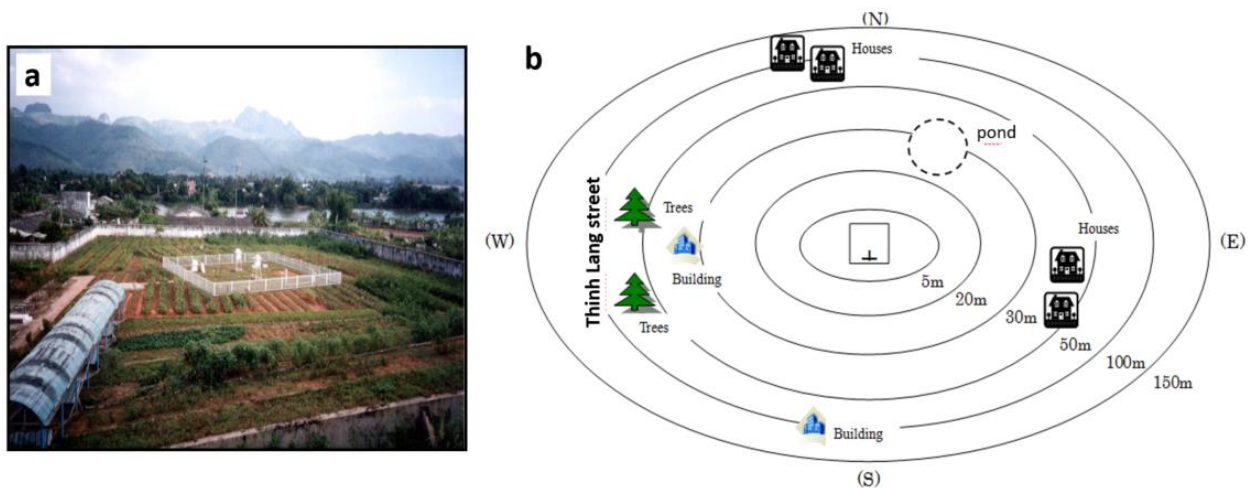 a
b
(N)
Houses
pond
Thinh Lang street
Trees
(W)
Houses
(E)
Building
5m
20m
Trees
30m
50m
100m
150m
Building
(S)